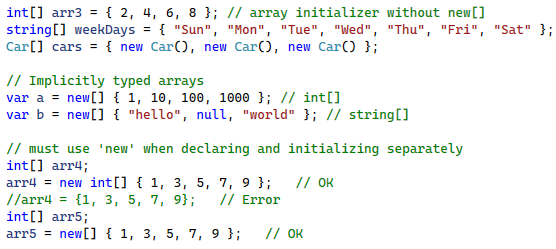 int[] arr3 = { 2, 4, 6, 8 }; // array initializer without new[]
string[] weekDays = { "Sun", "Mon", "Tue", "Wed", "Thu", "Fri", "Sat" };
Car[] cars = { new Car(), new Car(), new Car() };

// Implicitly typed arrays
var a = new[] { 1, 10, 100, 1000 }; // int[]
var b = new[] { "hello", null, "world" }; // string[]

// must use 'new' when declaring and initializing separately
int[] arr4;
arr4 = new int[] { 1, 3, 5, 7, 9 };   // OK
//arr4 = {1, 3, 5, 7, 9};   // Error
int[] arr5;
arr5 = new[] { 1, 3, 5, 7, 9 };   // OK